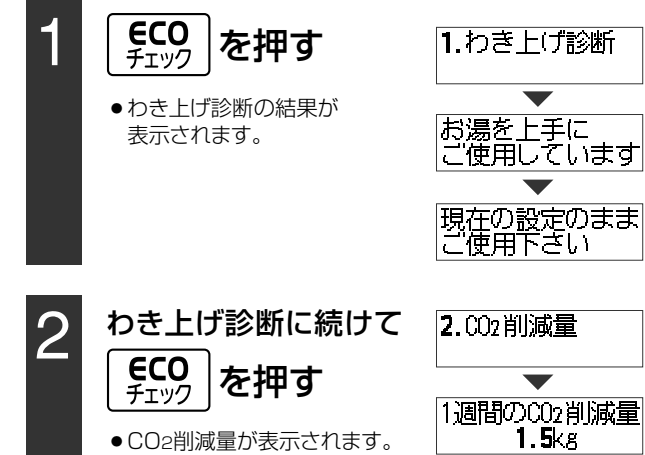 1
ECO
チェック を押す
●わき上げ診断の結果が
表示されます。
1.わき上げ診断
お湯を上手に
ご使用しています
現在の設定のまま
ご使用下さい
2
わき上げ診断に続けて
ECO
チェック を押す
●CO2削減量が表示されます。
2.CO2削減量
1週間のCO2削減量
1.5kg